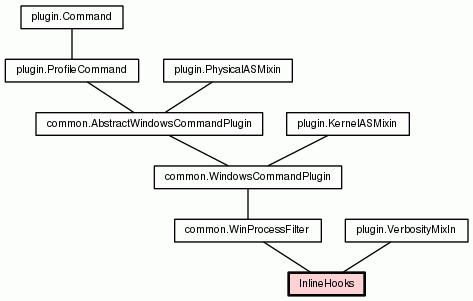 plugin.Command
plugin.ProfileCommand
plugin.PhysicalASMixin
common.AbstractWindowsCommandPlugin
plugin.KernelASMixin
common.WindowsCommandPlugin
common.WinProcessFilter
plugin.VerbosityMixIn
InlineHooks